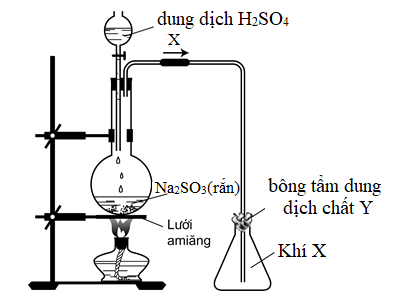 dung dịch H₂SO₄
X
Na₂SO₃(rắn)
bông tẩm dung
dịch chất Y
Lưới
amiăng
Khí X